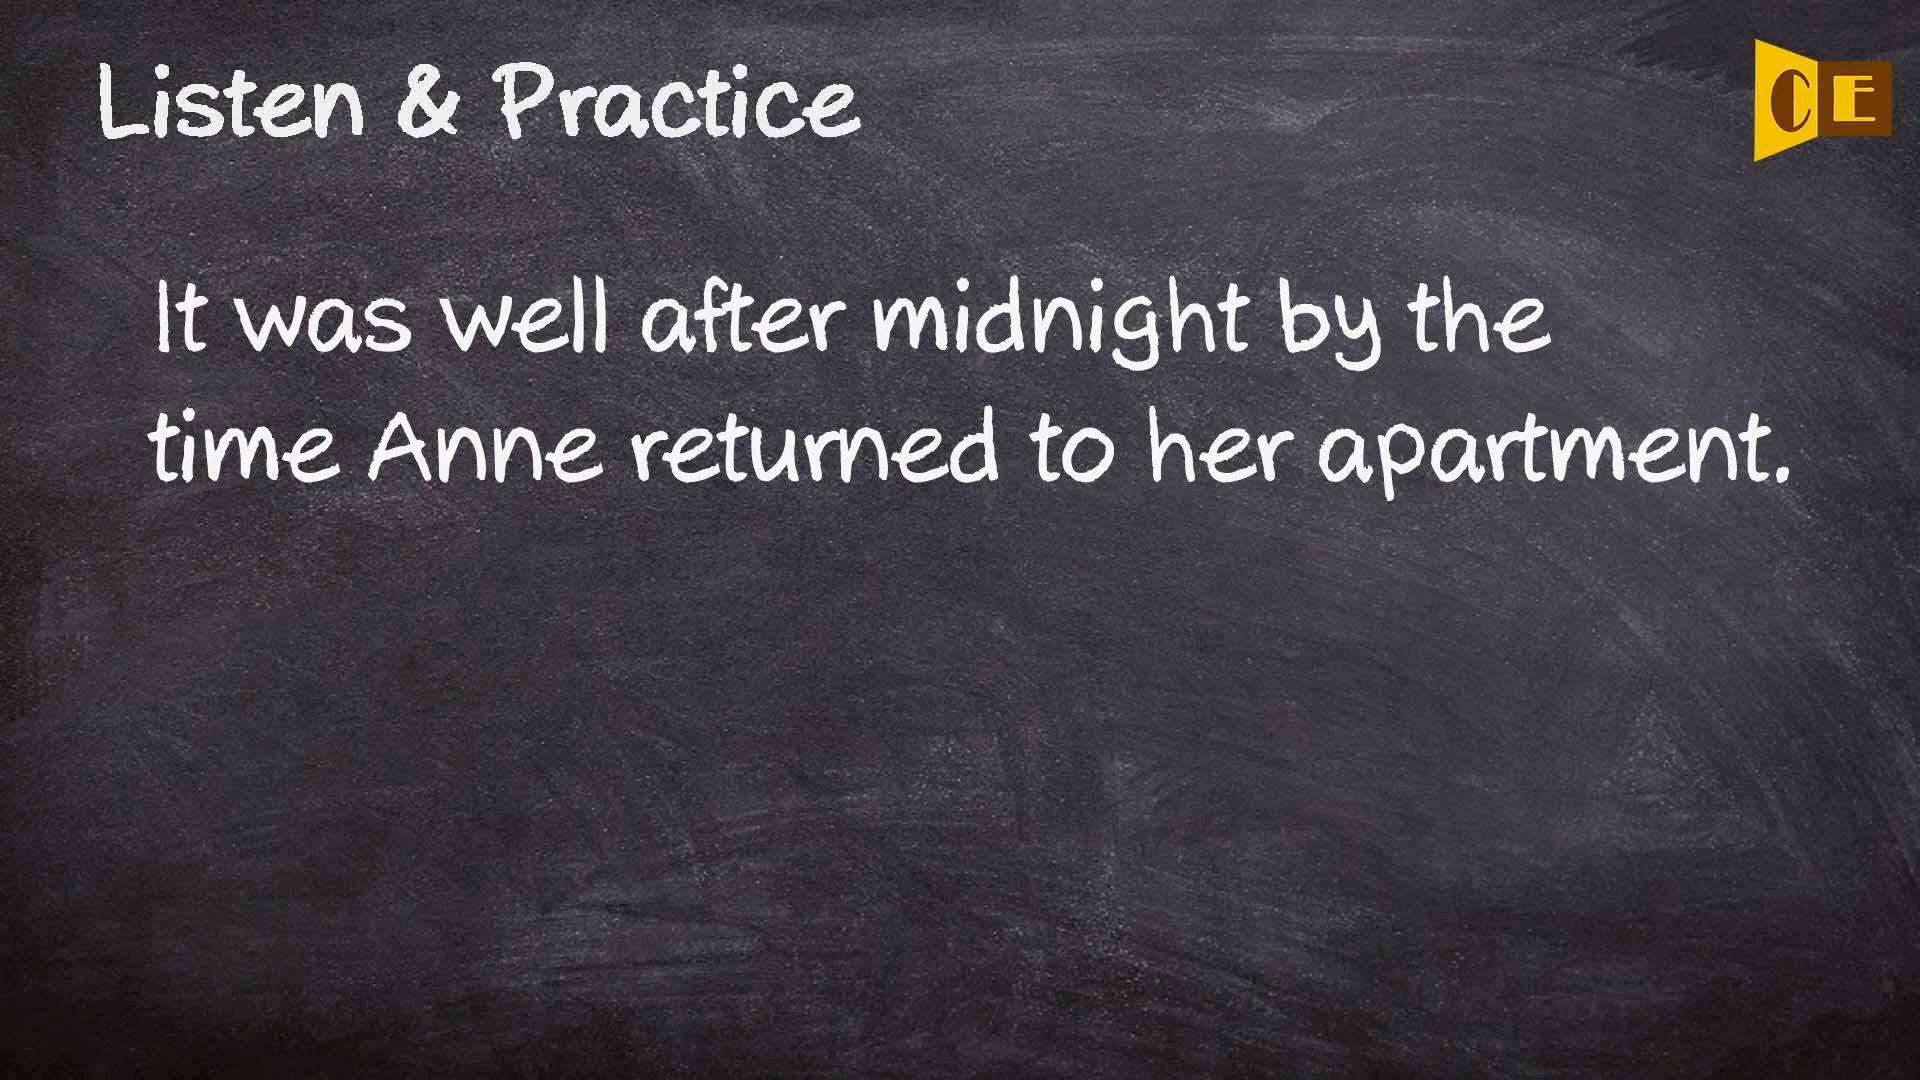 Listen & Practice
CE
It was well after midnight by the
time Anne returned to her apartment.